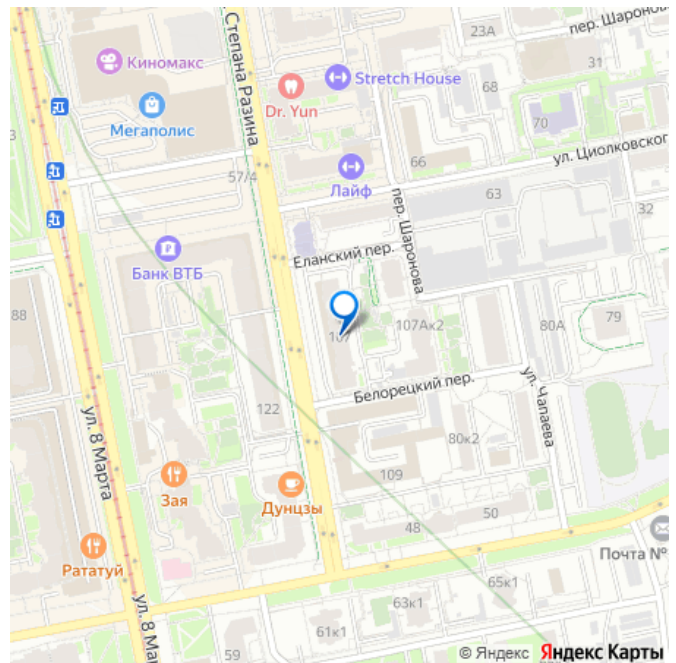 пер. Шаронова
23А
Степана Разина
Киномакс
31
Stretch House
68
Dr. Yun
Мегаполис
70
ул. Циолковског
66
57/4
Лайф
63
пер. Шаронова
32
Еланский пер.
Банк ВТБ
88
107
107Ак2
80А
79
Белорецкий пер.
ул. Чапаева
122
ул. 8 Марта
80к2
109
Зая
Дунцзы
50
48
Рататуй
Почта №
65к1
63к1
ул. 8 Мар
61к1
59
© Яндекс Яндекс Карты